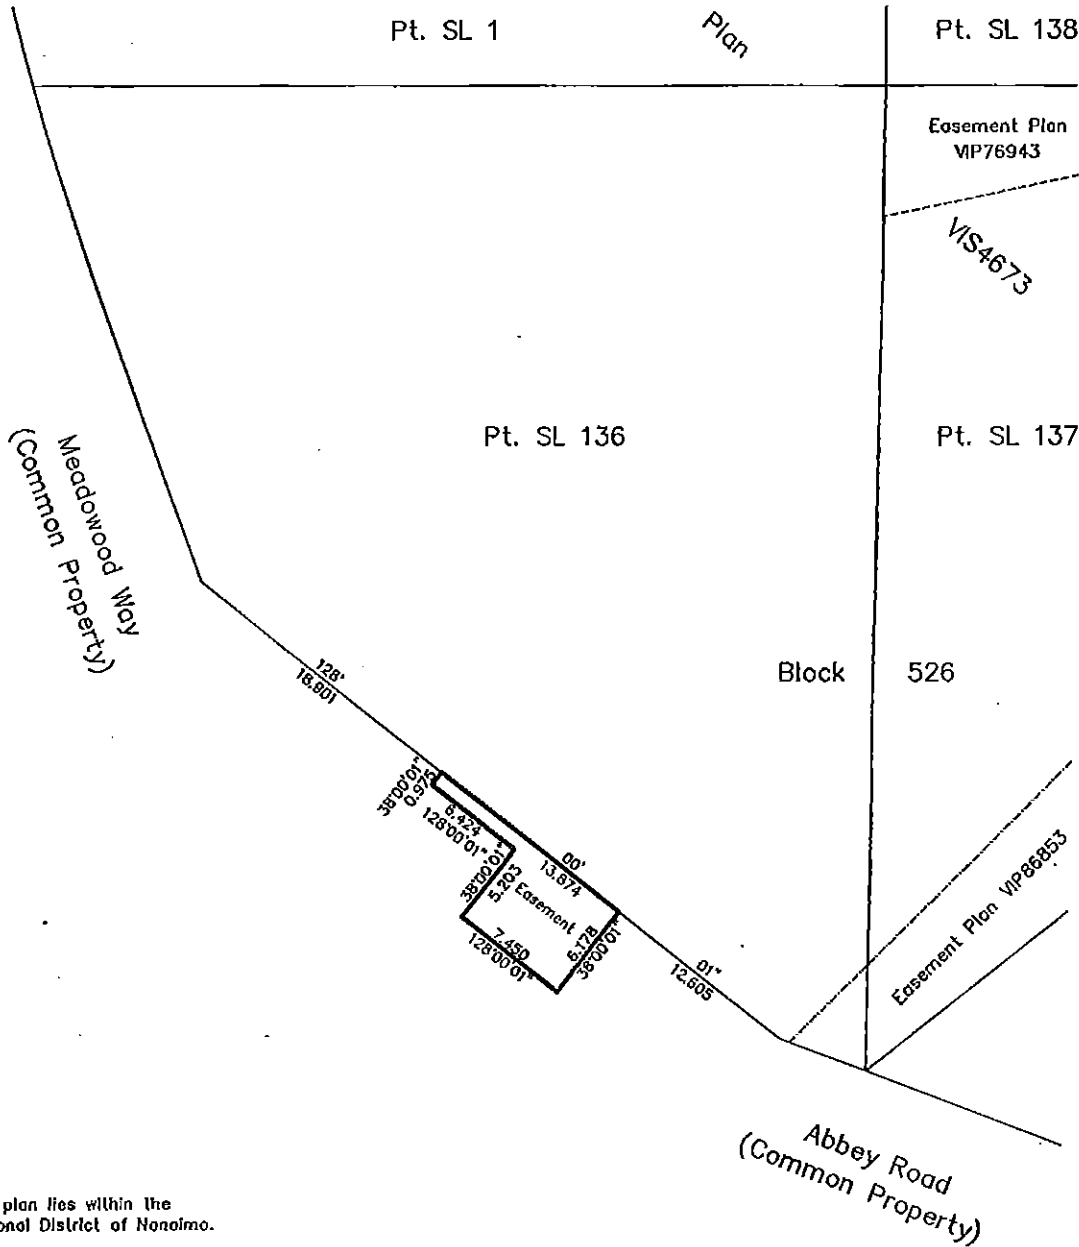 Pt. SL 1
Plan
Pt. SL 138
Easement Plan
VIP76943
VIS4673
Pt. SL 136
Pt. SL 137
Meadowood Way
(Common Property)
Block 526
128°
18.901
38°00'01"
0.975
6.424
128°00'01"
38°00'01"
5.203
Easement
00'
13.874
7.450
128°00'01"
6.178
38°00'01"
01"
12.605
Easement Plan VIP86853
Abbey Road
(Common Property)
plan lies within the
onal District of Nanaimo.